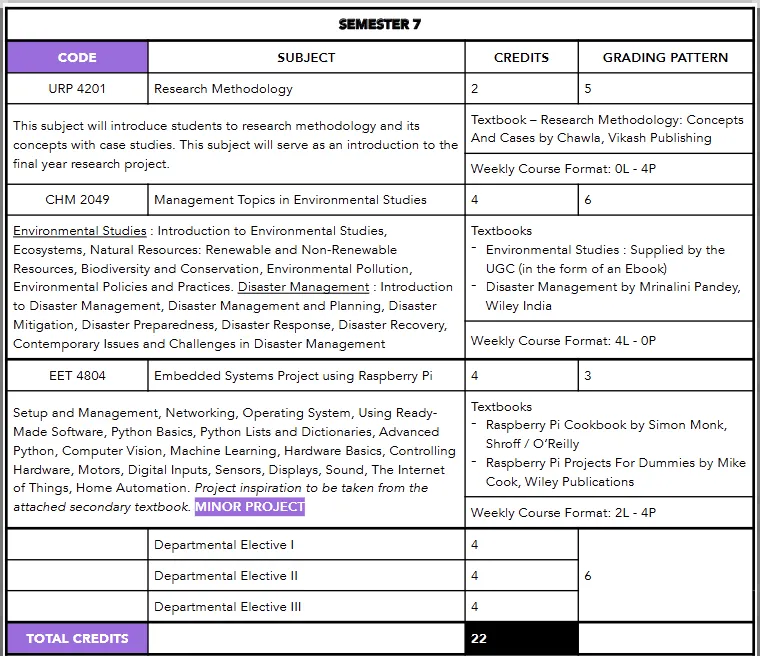 SEMESTER 7
CODE SUBJECT CREDITS GRADING PATTERN
URP 4201 Research Methodology 2 5
This subject will introduce students to research methodology and its
concepts with case studies. This subject will serve as an introduction to the
final year research project.
Textbook – Research Methodology: Concepts
And Cases by Chawla, Vikash Publishing
Weekly Course Format: 0L - 4P
CHM 2049 Management Topics in Environmental Studies 4 6
Environmental Studies : Introduction to Environmental Studies,
Ecosystems, Natural Resources: Renewable and Non-Renewable
Resources, Biodiversity and Conservation, Environmental Pollution,
Environmental Policies and Practices. Disaster Management : Introduction
to Disaster Management, Disaster Management and Planning, Disaster
Mitigation, Disaster Preparedness, Disaster Response, Disaster Recovery,
Contemporary Issues and Challenges in Disaster Management
Textbooks
- Environmental Studies : Supplied by the
UGC (in the form of an Ebook)
- Disaster Management by Mrinalini Pandey,
Wiley India
Weekly Course Format: 4L - 0P
EET 4804 Embedded Systems Project using Raspberry Pi 4 3
Setup and Management, Networking, Operating System, Using Ready-
Made Software, Python Basics, Python Lists and Dictionaries, Advanced
Python, Computer Vision, Machine Learning, Hardware Basics, Controlling
Hardware, Motors, Digital Inputs, Sensors, Displays, Sound, The Internet
of Things, Home Automation. Project inspiration to be taken from the
attached secondary textbook. MINOR PROJECT
Textbooks
- Raspberry Pi Cookbook by Simon Monk,
Shroff / O'Reilly
- Raspberry Pi Projects For Dummies by Mike
Cook, Wiley Publications
Weekly Course Format: 2L - 4P
Departmental Elective I 4
Departmental Elective II 4 6
Departmental Elective III 4
TOTAL CREDITS 22